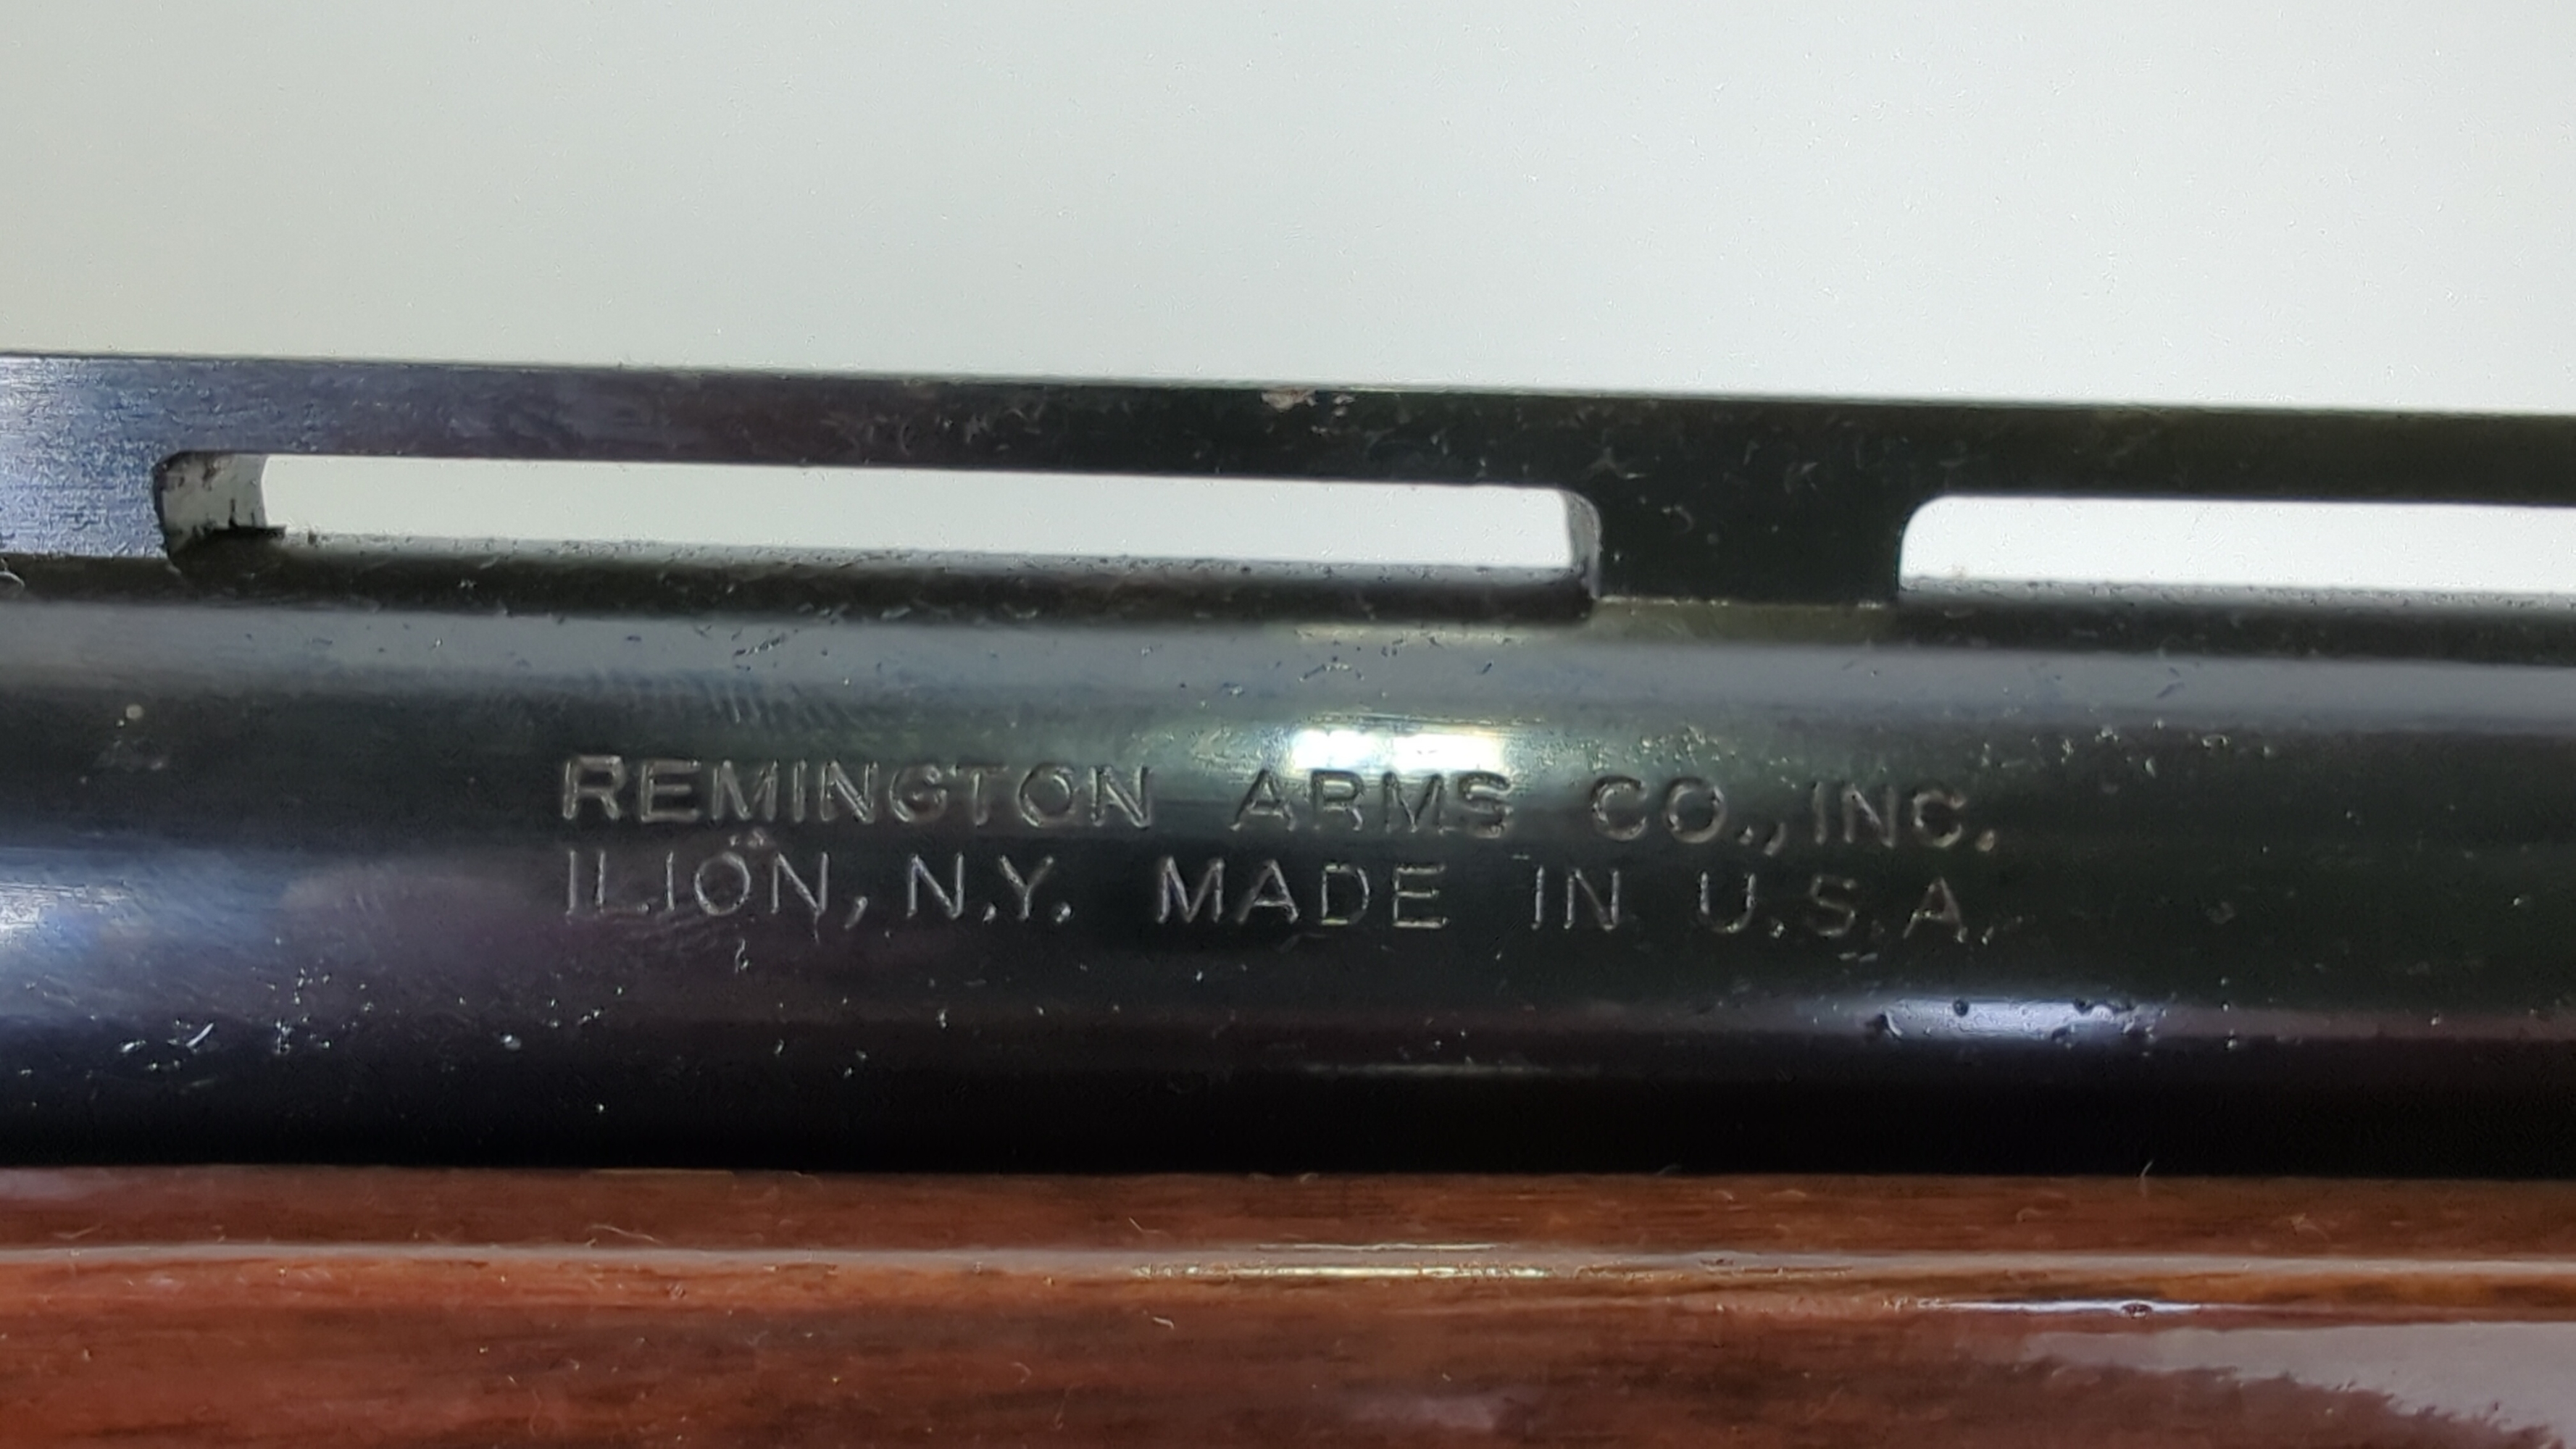 REMINGTON ARMS CO., INC.
ILION, N.Y. MADE IN U.S.A.